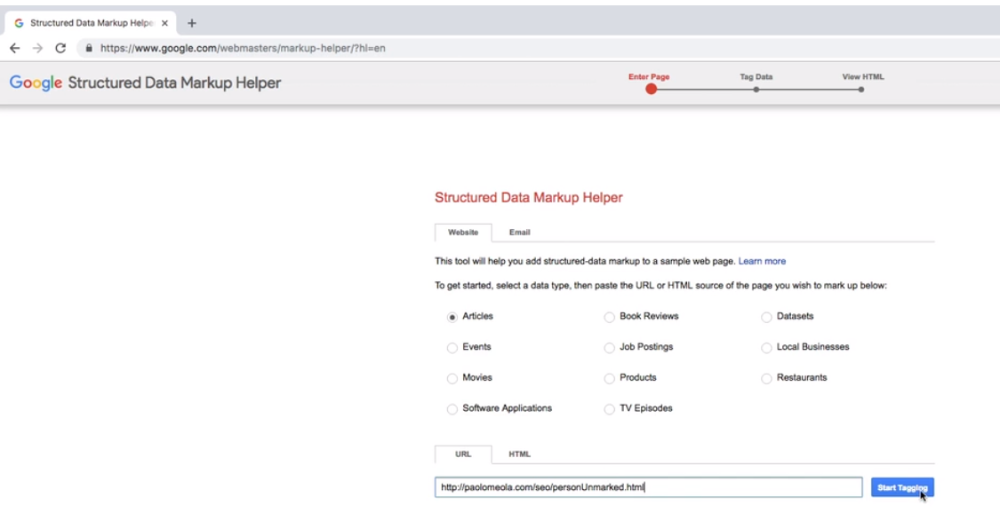 Structured Data Markup Helpe
https://www.google.com/webmasters/markup-helper/?hl=en
Google Structured Data Markup Helper
Enter Page Tag Data View HTML
Structured Data Markup Helper
Website Email
This tool will help you add structured-data markup to a sample web page. Learn more
To get started, select a data type, then paste the URL or HTML source of the page you wish to mark up below:
Articles Book Reviews Datasets
Events Job Postings Local Businesses
Movies Products Restaurants
Software Applications TV Episodes
URL HTML
http://paolomeola.com/seo/personUnmarked.html Start Tagging